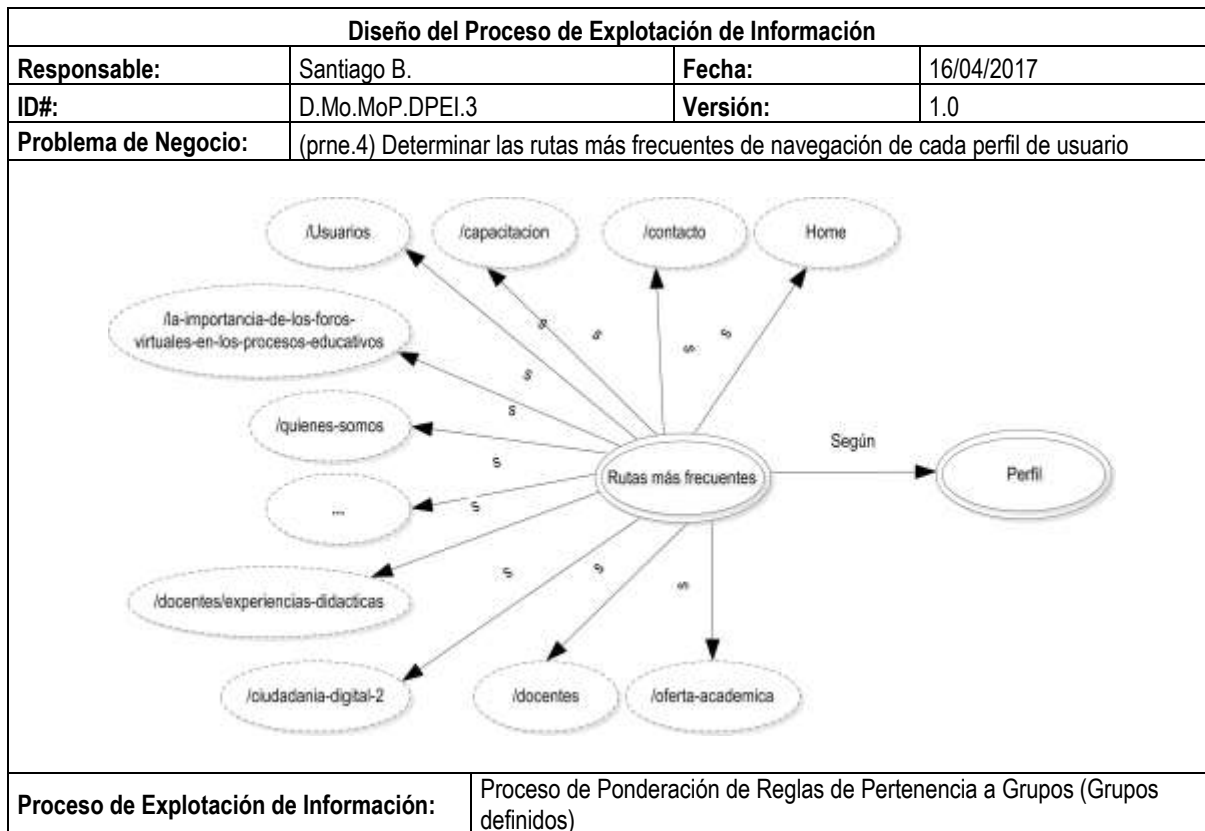 Diseño del Proceso de Explotación de Información
Responsable: Santiago B. Fecha: 16/04/2017
ID#: D.Mo.MoP.DPEI.3 Versión: 1.0
Problema de Negocio: (prne.4) Determinar las rutas más frecuentes de navegación de cada perfil de usuario
/Usuarios /capacitacion /contacto Home
/la-importancia-de-los-foros-
virtuales-en-los-procesos-educativos
s s s s
s
s
/quienes-somos
Según
s
Rutas más frecuentes Perfil
...
s
s s s
/docentes/experiencias-didacticas
/ciudadania-digital-2 /docentes /oferta-academica
Proceso de Explotación de Información: Proceso de Ponderación de Reglas de Pertenencia a Grupos (Grupos
definidos)